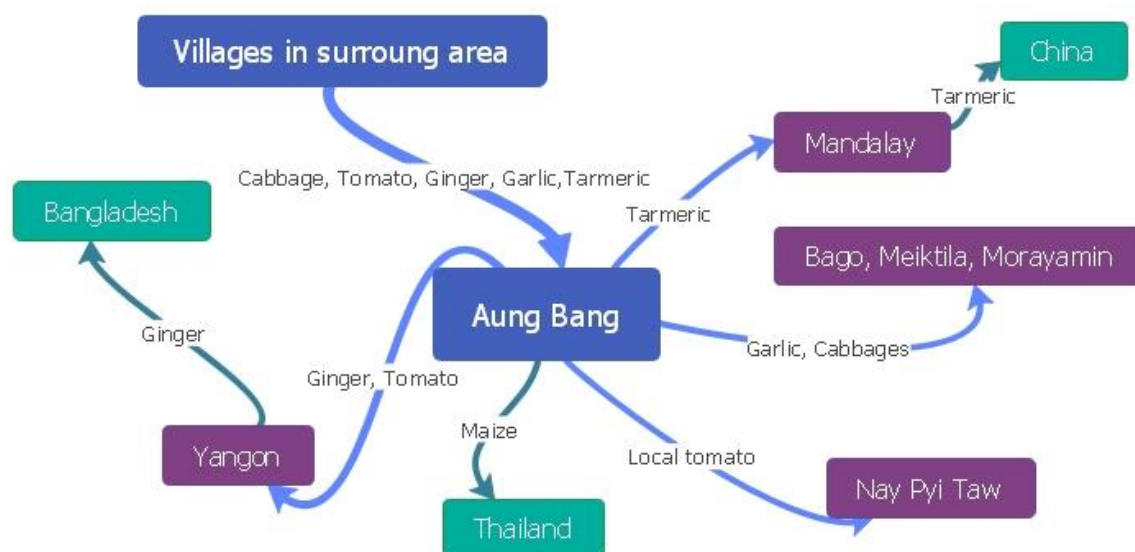 Villages in surroung area
China
Tarmeric
Mandalay
Cabbage, Tomato, Ginger, Garlic,Tarmeric
Tarmeric
Bangladesh
Bago, Meiktila, Morayamin
Aung Bang
Ginger
Garlic, Cabbages
Ginger, Tomato
Maize
Local tomato
Yangon
Nay Pyi Taw
Thailand